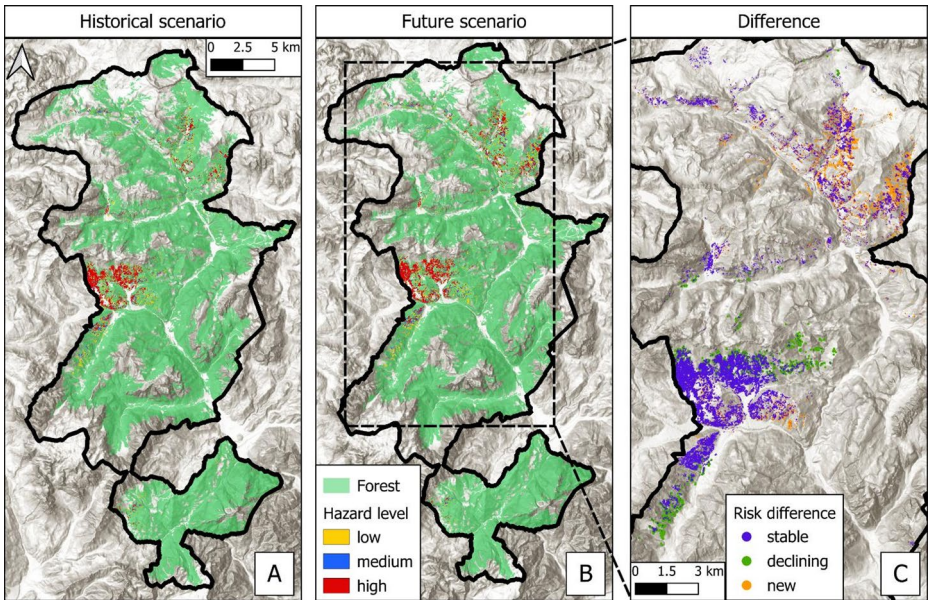 Historical scenario
0 2.5 5 km
A
Future scenario
Forest
Hazard level
low
medium
high
B
Difference
Risk difference
stable
declining
new
0 1.5 3 km
C